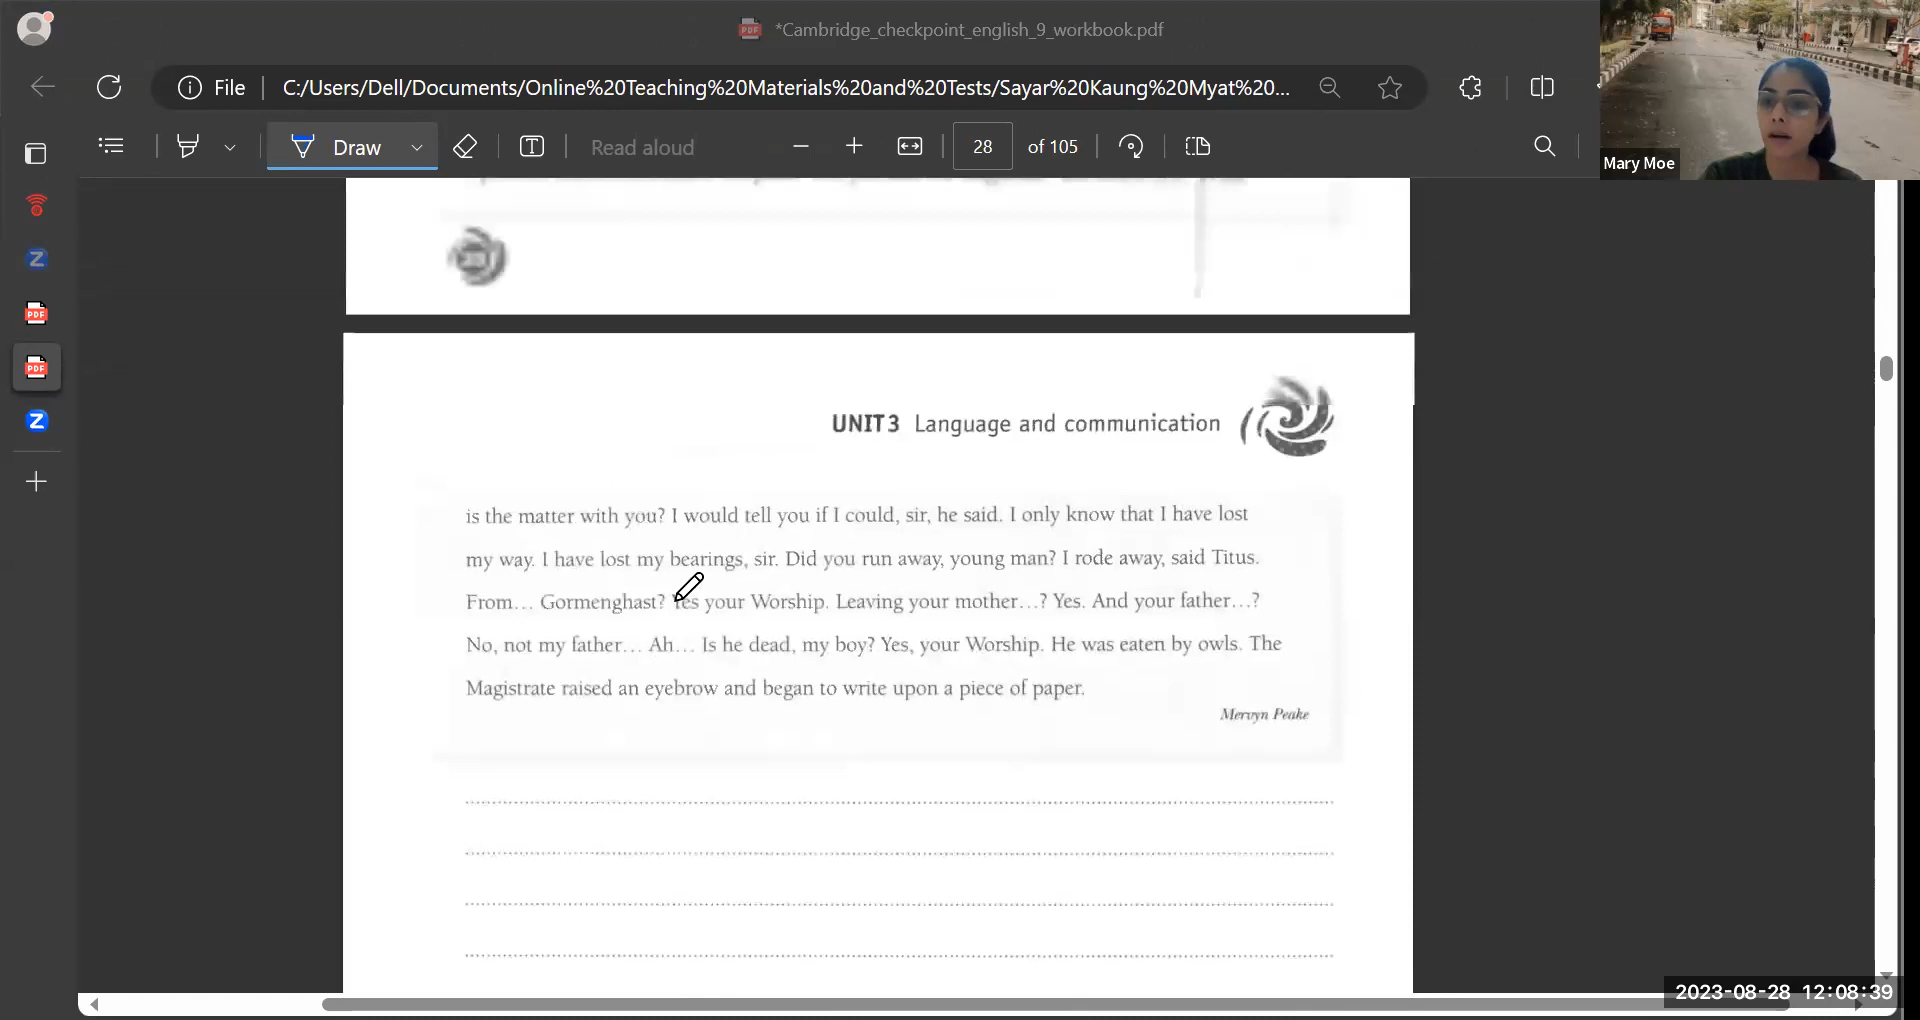 *Cambridge_checkpoint_english_9_workbook.pdf
File
C:/Users/Dell/Documents/Online%20Teaching%20Materials%20and%20Tests/Sayar%20Kaung%20Myat%20...
Draw
Read aloud
28
of 105
Mary Moe
UNIT 3 Language and communication
is the matter with you? I would tell you if I could, sir, he said. I only know that I have lost
my way. I have lost my bearings, sir. Did you run away, young man? I rode away, said Titus.
From... Gormenghast? Yes your Worship. Leaving your mother...? Yes. And your father...?
No, not my father... Ah... Is he dead, my boy? Yes, your Worship. He was eaten by owls. The
Magistrate raised an eyebrow and began to write upon a piece of paper.
Mervyn Peake
2023-08-28 12:08:39